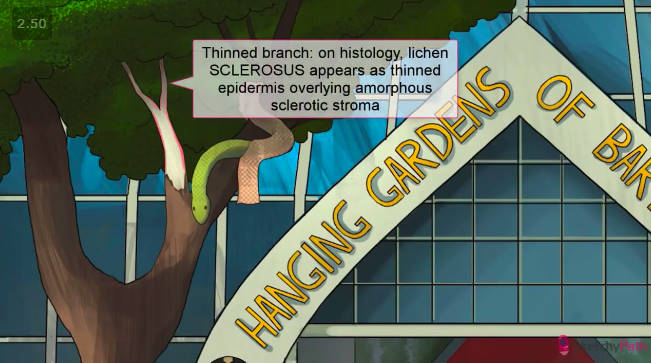 2.50
Thinned branch: on histology, lichen
SCLEROSUS appears as thinned
epidermis overlying amorphous
sclerotic stroma
HANGING GARDENS OF